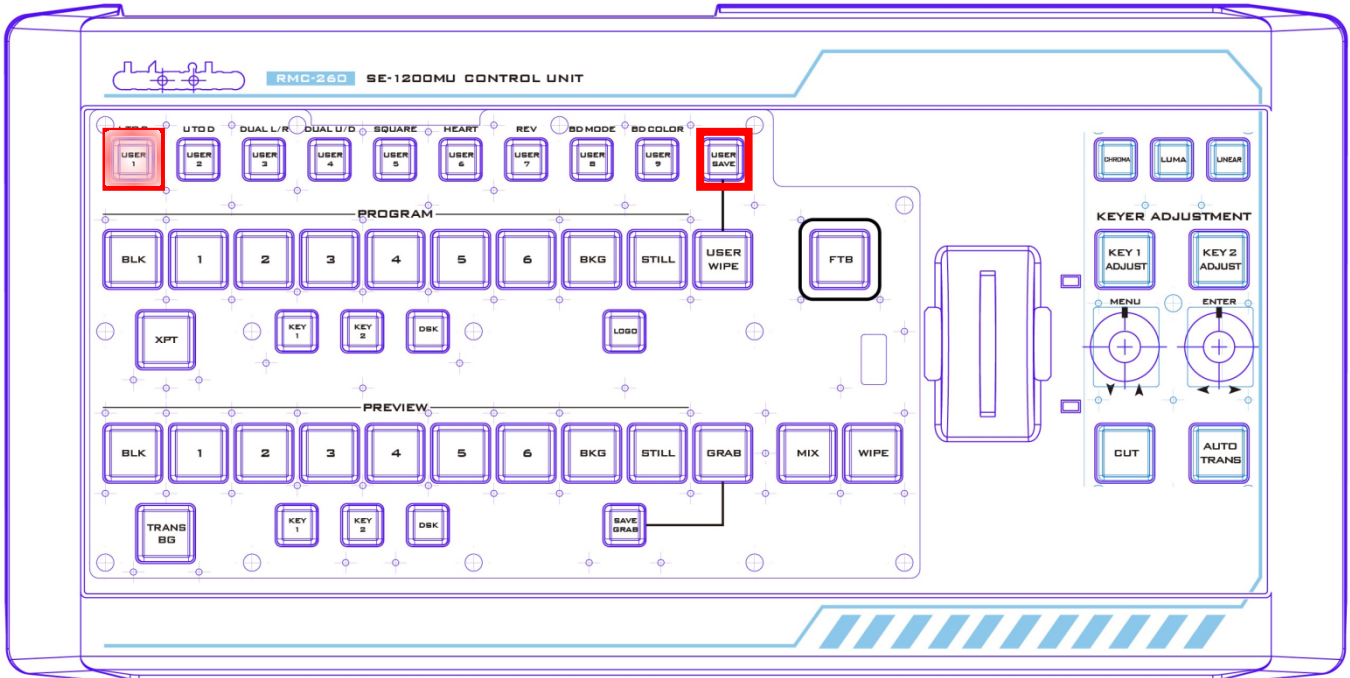 RMC-260 SE-1200MU CONTROL UNIT
U TO D DUAL L/R DUAL U/D SQUARE HEART REV BD MODE BD COLOR
USER 1 USER 2 USER 3 USER 4 USER 5 USER 6 USER 7 USER 8 USER 9 USER SAVE
CHROMA LUMA LINEAR
PROGRAM
KEYER ADJUSTMENT
BLK 1 2 3 4 5 6 BKG STILL USER WIPE FTB
KEY 1 ADJUST KEY 2 ADJUST
MENU ENTER
XPT KEY 1 KEY 2 DSK LOGO
PREVIEW
BLK 1 2 3 4 5 6 BKG STILL GRAB MIX WIPE
CUT AUTO TRANS
TRANS BG KEY 1 KEY 2 DSK SAVE GRAB